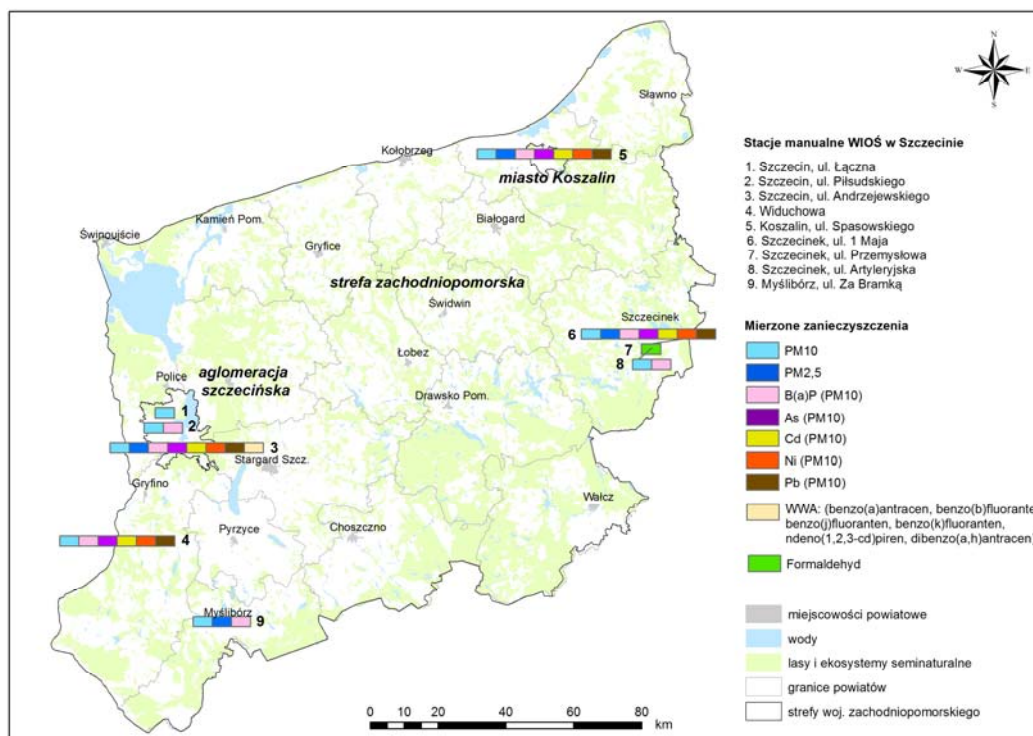 N
W
E
S
Sławno
Kołobrzeg
5
miasto Koszalin
Kamień Pom.
Białogard
Świnoujście
Gryfice
strefa zachodniopomorska
Świdwin
Szczecinek
6
7
8
Łobez
Police
aglomeracja
szczecińska
Drawsko Pom.
1
2
3
Stargard Szcz.
Gryfino
Wałcz
Pyrzyce
Choszczno
4
Myślibórz
9
0 10 20 40 60 80
km
Stacje manualne WIOŚ w Szczecinie
1. Szczecin, ul. Łączna
2. Szczecin, ul. Piłsudskiego
3. Szczecin, ul. Andrzejewskiego
4. Widuchowa
5. Koszalin, ul. Spasowskiego
6. Szczecinek, ul. 1 Maja
7. Szczecinek, ul. Przemysłowa
8. Szczecinek, ul. Artyleryjska
9. Myślibórz, ul. Za Bramką
Mierzone zanieczyszczenia
PM10
PM2,5
B(a)P (PM10)
As (PM10)
Cd (PM10)
Ni (PM10)
Pb (PM10)
WWA: (benzo(a)antracen, benzo(b)fluorante
benzo(j)fluoranten, benzo(k)fluoranten,
ndeno(1,2,3-cd)piren, dibenzo(a,h)antracen)
Formaldehyd
miejscowości powiatowe
wody
lasy i ekosystemy seminaturalne
granice powiatów
strefy woj. zachodniopomorskiego